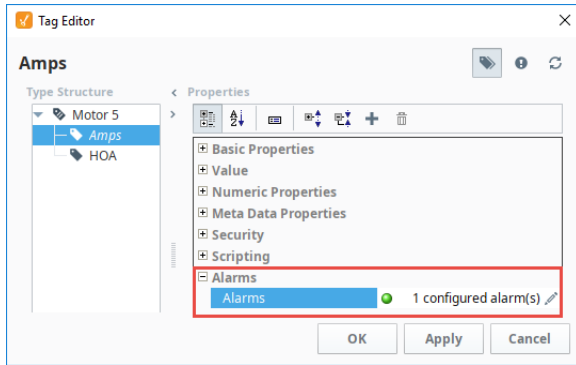 Tag Editor
Amps
Type Structure
Properties
Motor 5
Amps
HOA
Basic Properties
Value
Numeric Properties
Meta Data Properties
Security
Scripting
Alarms
Alarms 1 configured alarm(s)
OK Apply Cancel